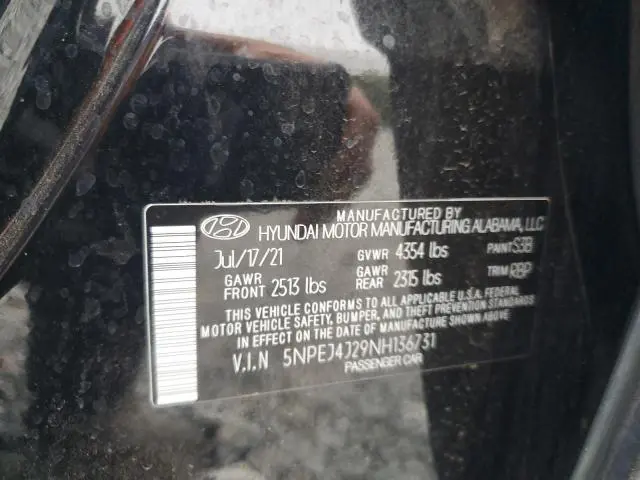 MANUFACTURED BY
HYUNDAI MOTOR MANUFACTURING ALABAMA, LLC
Jul/17/21 GVWR 4354 lbs PAINT S3B
GAWR FRONT 2513 lbs GAWR REAR 2315 lbs TRIM RBP
THIS VEHICLE CONFORMS TO ALL APPLICABLE U.S.A. FEDERAL
MOTOR VEHICLE SAFETY, BUMPER, AND THEFT PREVENTION STANDARDS
IN EFFECT ON THE DATE OF MANUFACTURE SHOWN ABOVE.
V.I.N 5NPEJ4J29NH136731
PASSENGER CAR